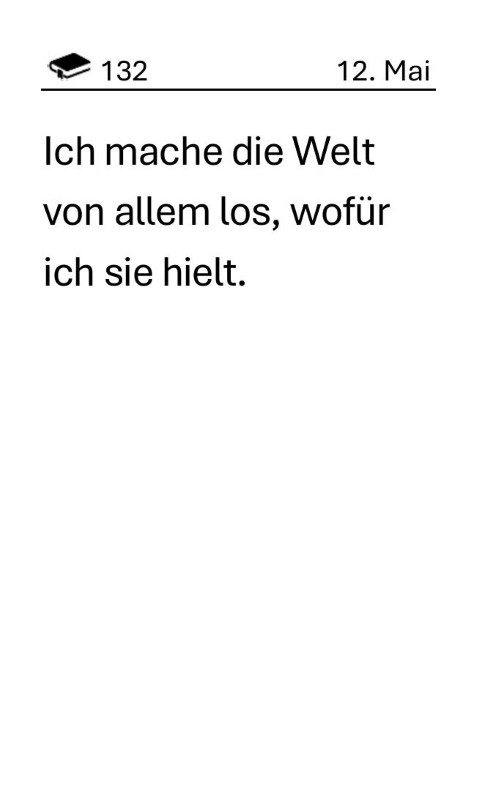 132 12. Mai
Ich mache die Welt
von allem los, wofür
ich sie hielt.